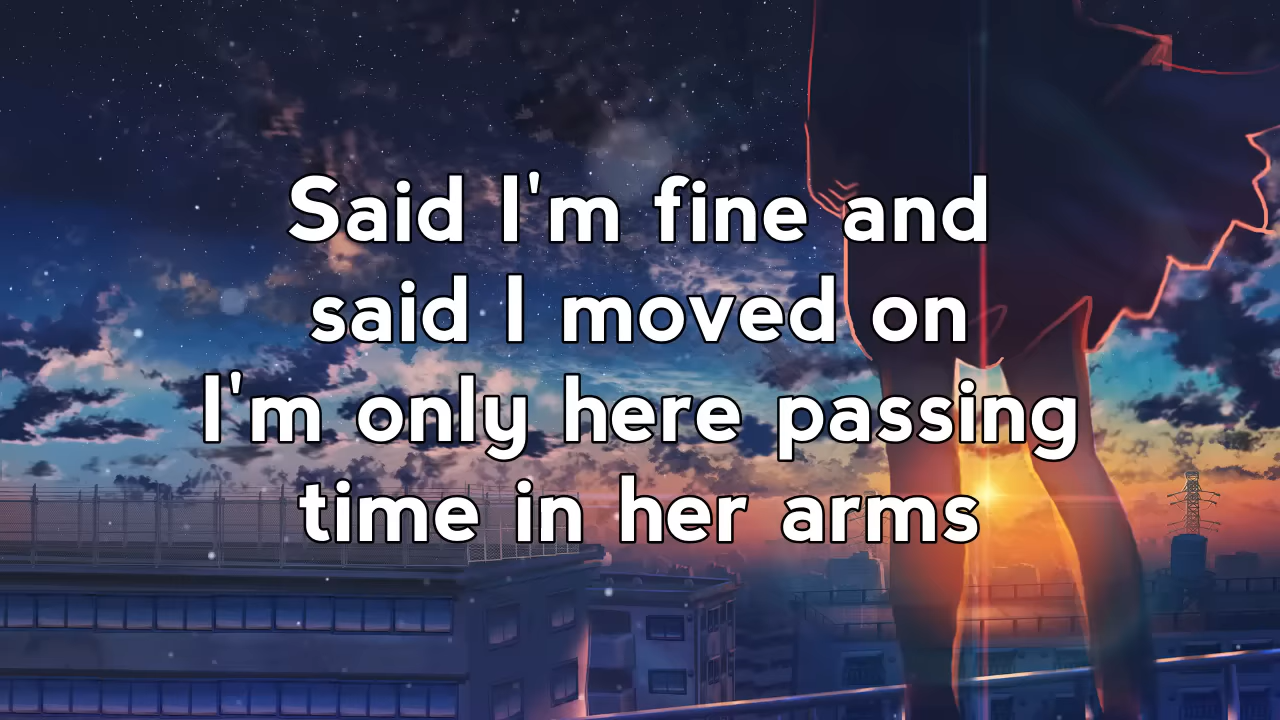 Said I'm fine and
said I moved on
I'm only here passing
time in her arms